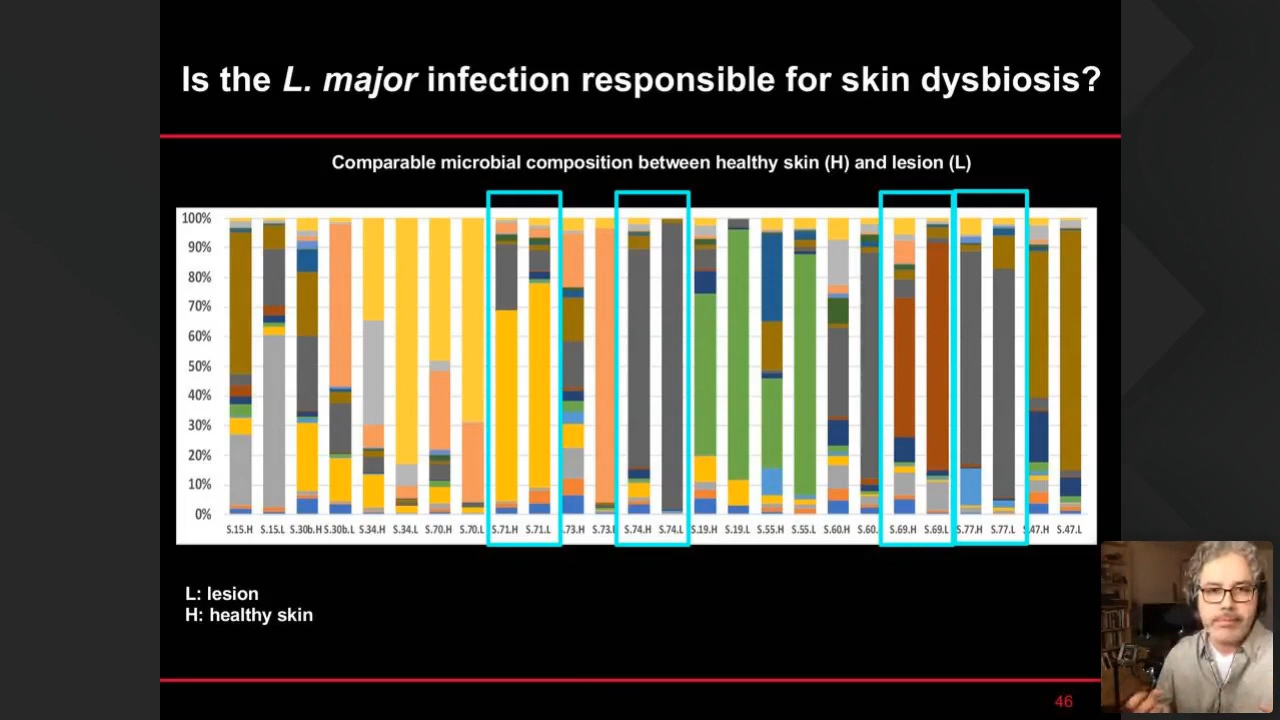 Is the L. major infection responsible for skin dysbiosis?
Comparable microbial composition between healthy skin (H) and lesion (L)
100%
90%
80%
70%
60%
50%
40%
30%
20%
10%
0%
S.15.H S.15.L S.30b.H S.30b.L S.34.H S.34.L S.70.H S.70.L S.71.H S.71.L S.73.H S.73.L S.74.H S.74.L S.19.H S.19.L S.55.H S.55.L S.60.H S.60. S.69.H S.69.L S.77.H S.77.L S.47.H S.47.L
L: lesion
H: healthy skin
46